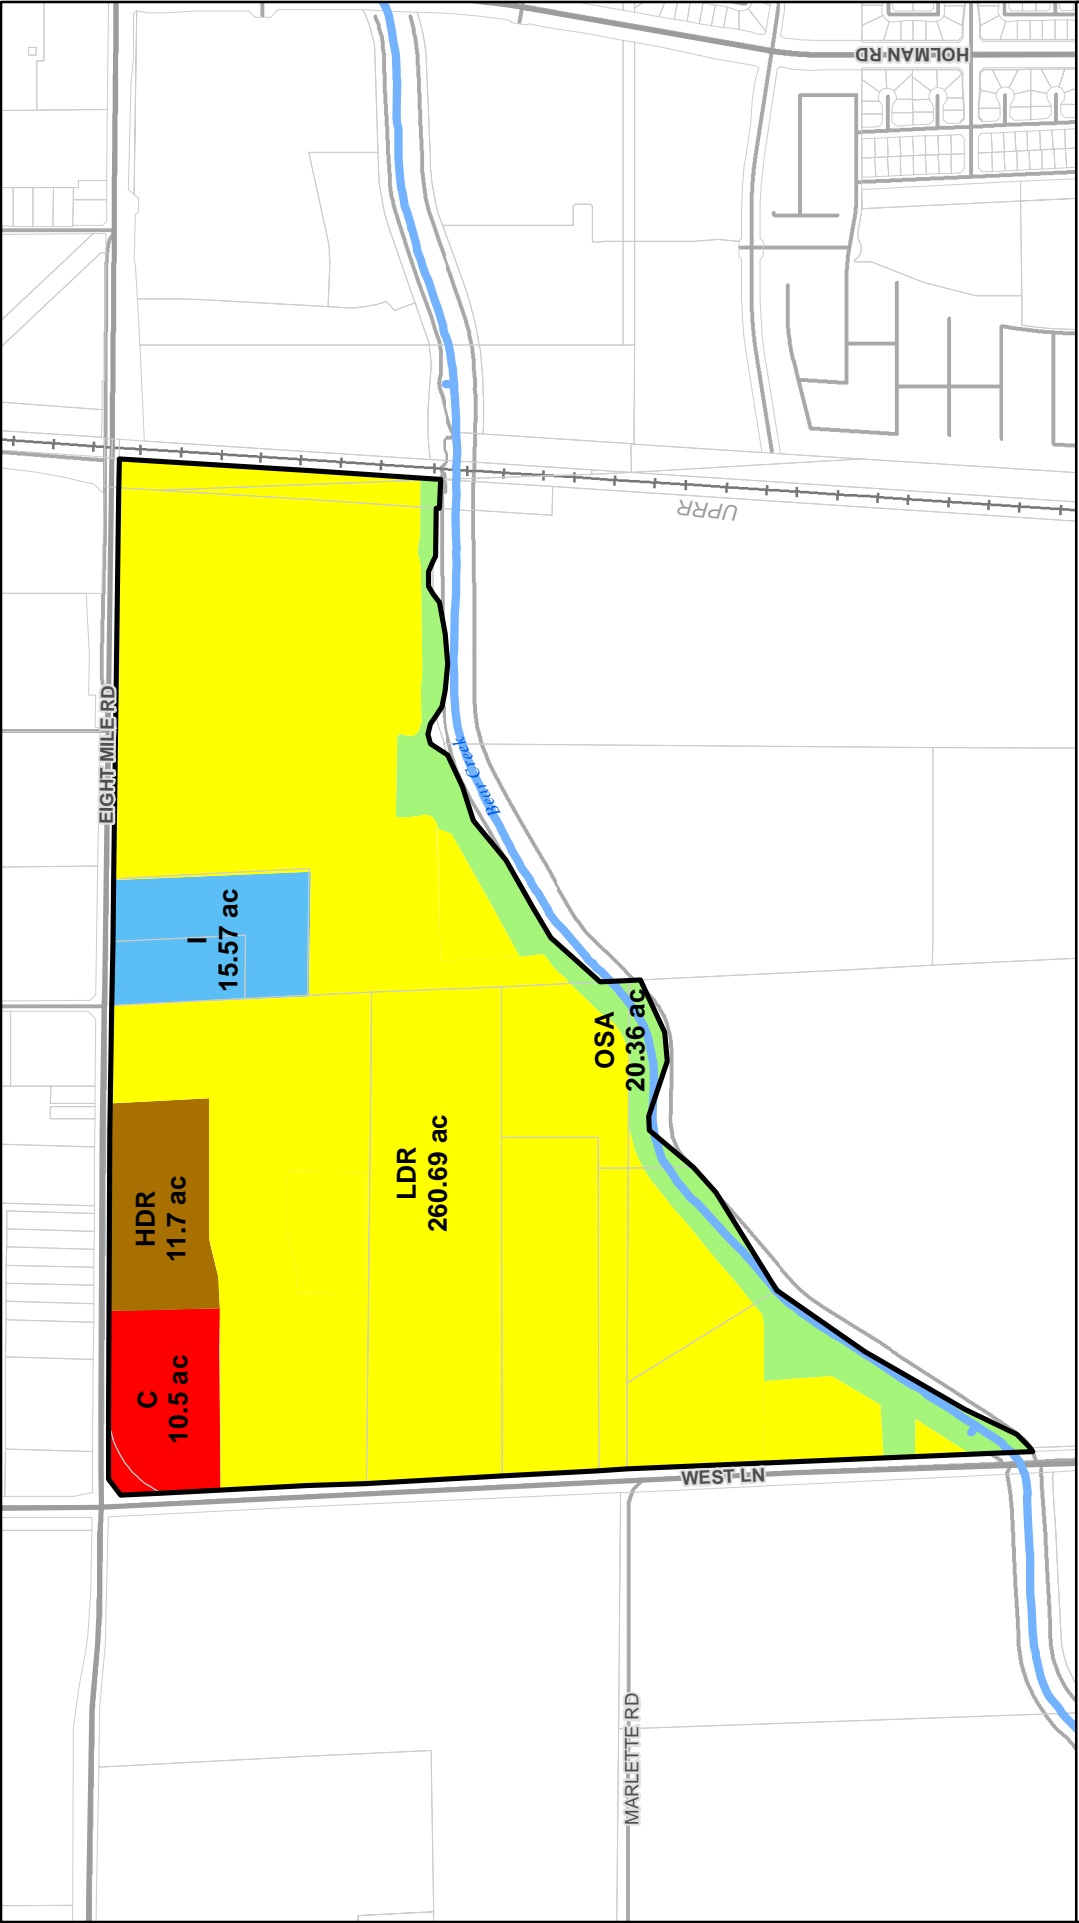 HOLMAN RD
UPRR
EIGHT MILE RD
Bear Creek
I
15.57 ac
OSA
20.36 ac
HDR
11.7 ac
LDR
260.69 ac
C
10.5 ac
WEST LN
MARLETTE RD